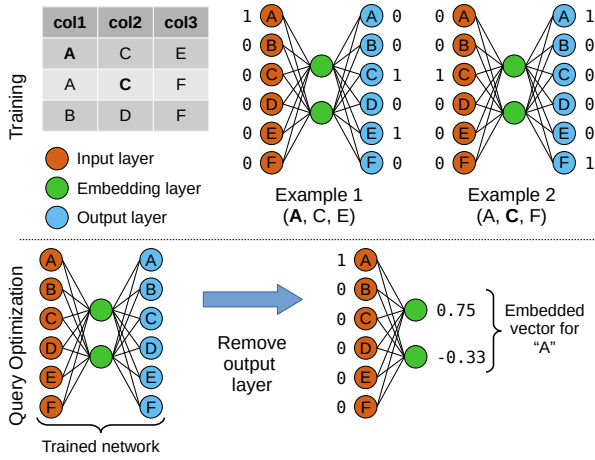 Training
col1 col2 col3
A C E
A C F
B D F
Input layer
Embedding layer
Output layer
1 A A 0
0 B B 0
0 C C 1
0 D D 0
0 E E 1
0 F F 0
Example 1
(A, C, E)
0 A A 1
0 B B 0
1 C C 0
0 D D 0
0 E E 0
0 F F 1
Example 2
(A, C, F)
Query Optimization
A A
B B
C C
D D
E E
F F
Trained network
Remove
output
layer
1 A
0 B
0 C
0 D
0 E
0 F
0.75
-0.33
Embedded
vector for
“A”